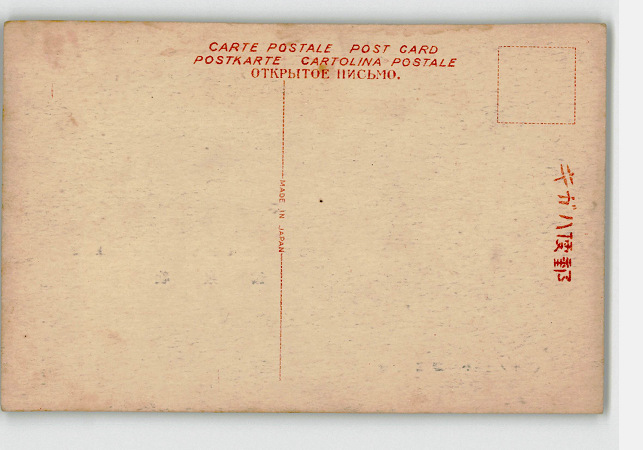 CARTE POSTALE POST CARD
POSTKARTE CARTOLINA POSTALE
ОТКРЫТОЕ ПИСЬМО.
MADE IN JAPAN
キガハ便郵